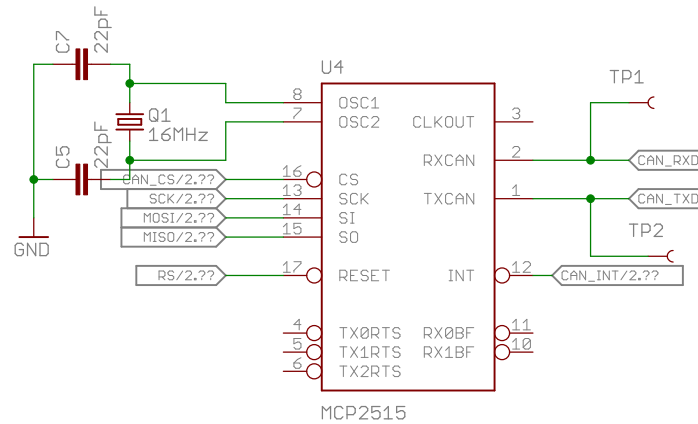 C7
22pF
U4
TP1
8
OSC1
7
OSC2
CLKOUT
3
Q1
16MHz
RXCAN
2
CAN_RXD
C5
22pF
CAN_CS/2.??
16
CS
SCK/2.??
13
SCK
TXCAN
1
CAN_TXD
MOSI/2.??
14
SI
MISO/2.??
15
SO
TP2
GND
RS/2.??
17
RESET
INT
12
CAN_INT/2.??
4
TX0RTS
RX0BF
11
5
TX1RTS
RX1BF
10
6
TX2RTS
MCP2515